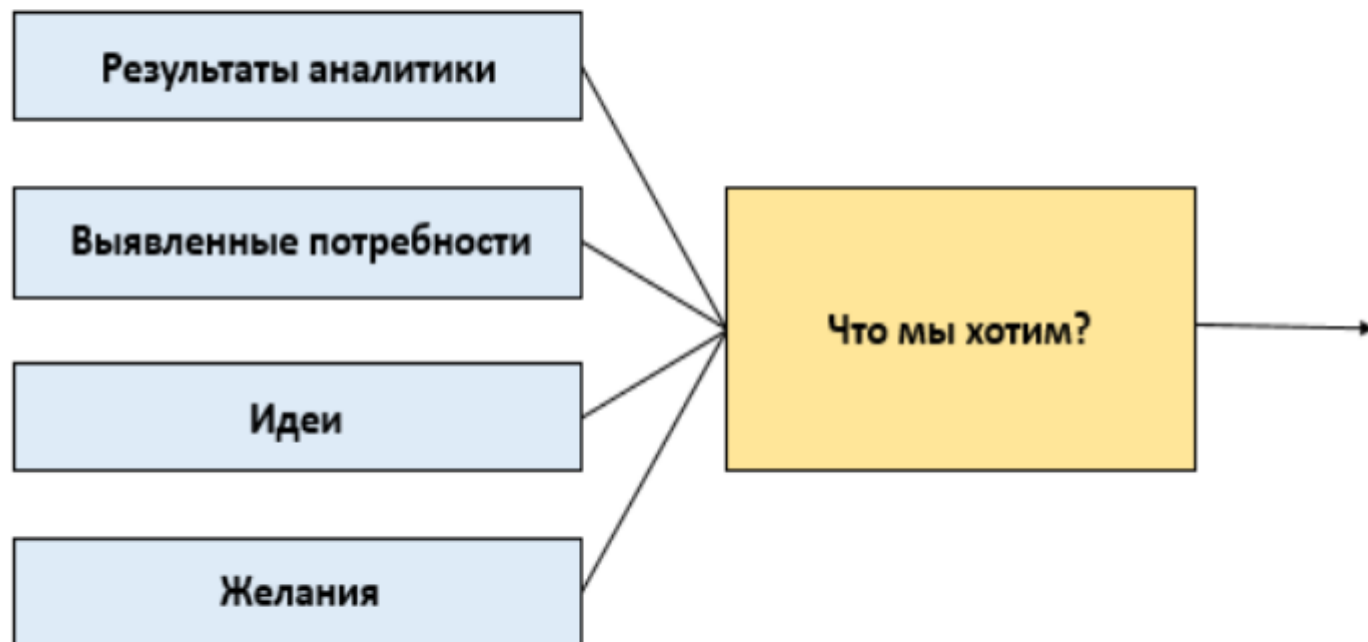 Результаты аналитики
Выявленные потребности
Что мы хотим?
Идеи
Желания